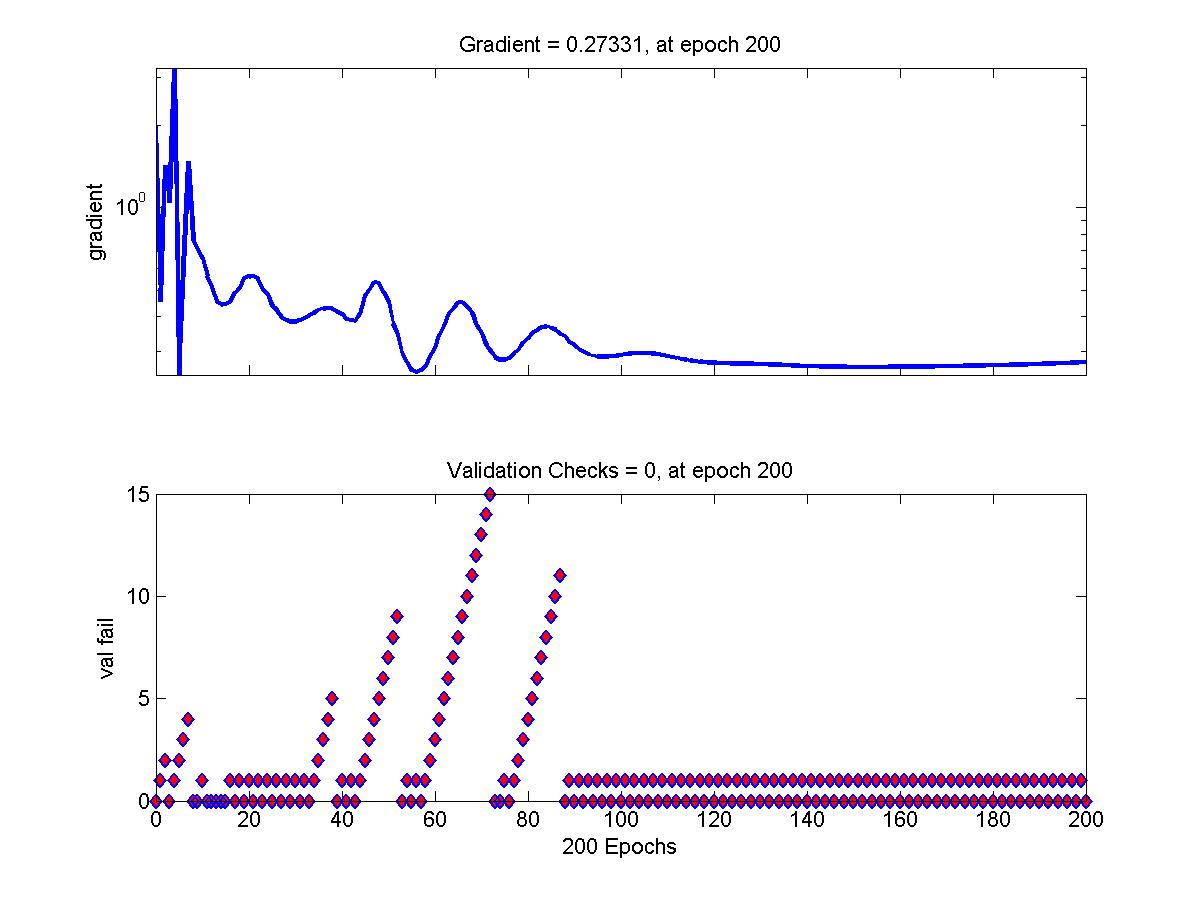 Gradient = 0.27331, at epoch 200
gradient
10^0
Validation Checks = 0, at epoch 200
val fail
15
10
5
0
0 20 40 60 80 100 120 140 160 180 200
200 Epochs